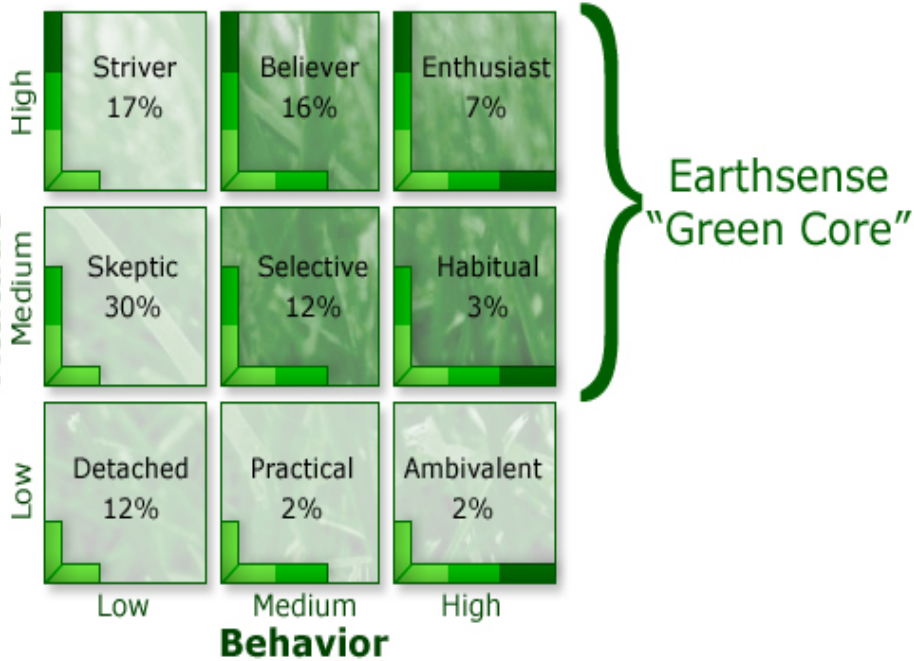 High
Striver
17%
Believer
16%
Enthusiast
7%
Earthsense
“Green Core”
Medium
Skeptic
30%
Selective
12%
Habitual
3%
Low
Detached
12%
Practical
2%
Ambivalent
2%
Low
Medium
High
Behavior